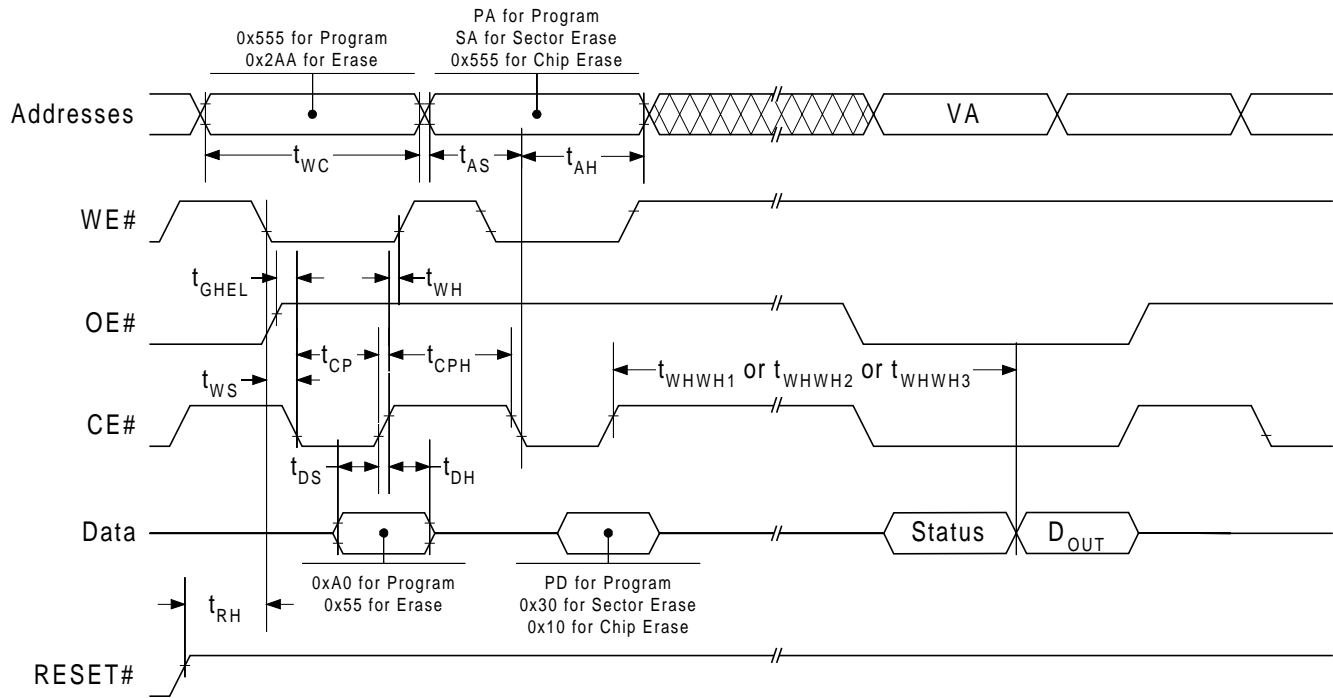 PA for Program
0x555 for Program SA for Sector Erase
0x2AA for Erase 0x555 for Chip Erase
Addresses VA
tWC tAS tAH
WE#
tGHEL tWH
OE#
tCP tCPH tWHWH1 or tWHWH2 or tWHWH3
tWS
CE#
tDS tDH
Data Status DOUT
0xA0 for Program PD for Program
0x55 for Erase 0x30 for Sector Erase
tRH 0x10 for Chip Erase
RESET#